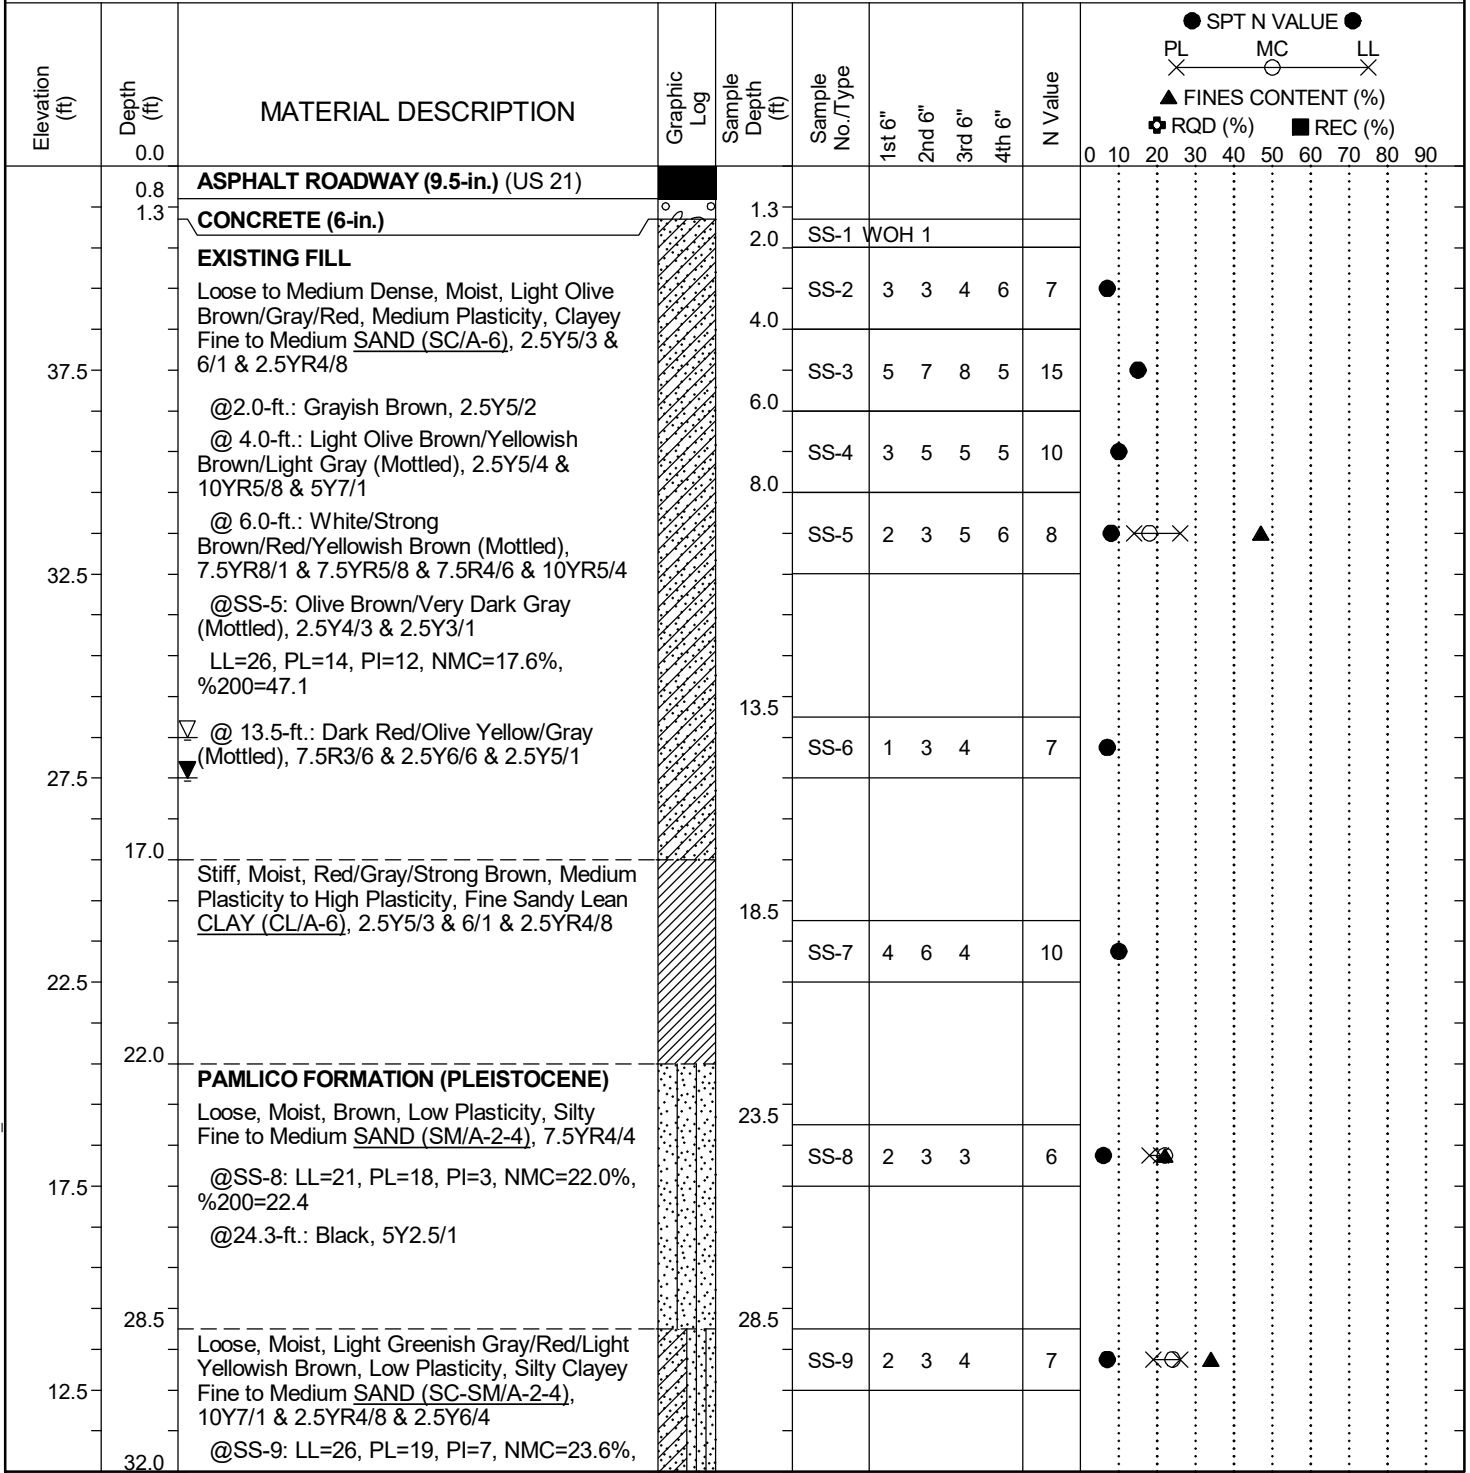 ● SPT N VALUE ●
PL MC LL
▲ FINES CONTENT (%)
RQD (%) ■ REC (%)
Elevation (ft)
Depth (ft)
0.0
MATERIAL DESCRIPTION
Graphic Log
Sample Depth (ft)
Sample No./Type
1st 6"
2nd 6"
3rd 6"
4th 6"
N Value
0 10 20 30 40 50 60 70 80 90
0.8
ASPHALT ROADWAY (9.5-in.) (US 21)
1.3
CONCRETE (6-in.)
1.3
SS-1 WOH 1
2.0
EXISTING FILL
Loose to Medium Dense, Moist, Light Olive
Brown/Gray/Red, Medium Plasticity, Clayey
Fine to Medium SAND (SC/A-6), 2.5Y5/3 &
6/1 & 2.5YR4/8
SS-2 3 3 4 6 7
4.0
37.5
SS-3 5 7 8 5 15
6.0
@2.0-ft.: Grayish Brown, 2.5Y5/2
@ 4.0-ft.: Light Olive Brown/Yellowish
Brown/Light Gray (Mottled), 2.5Y5/4 &
10YR5/8 & 5Y7/1
SS-4 3 5 5 5 10
8.0
@ 6.0-ft.: White/Strong
Brown/Red/Yellowish Brown (Mottled),
7.5YR8/1 & 7.5YR5/8 & 7.5R4/6 & 10YR5/4
SS-5 2 3 5 6 8
32.5
@SS-5: Olive Brown/Very Dark Gray
(Mottled), 2.5Y4/3 & 2.5Y3/1
LL=26, PL=14, PI=12, NMC=17.6%,
%200=47.1
13.5
@ 13.5-ft.: Dark Red/Olive Yellow/Gray
(Mottled), 7.5R3/6 & 2.5Y6/6 & 2.5Y5/1
SS-6 1 3 4 7
27.5
17.0
Stiff, Moist, Red/Gray/Strong Brown, Medium
Plasticity to High Plasticity, Fine Sandy Lean
CLAY (CL/A-6), 2.5Y5/3 & 6/1 & 2.5YR4/8
18.5
SS-7 4 6 4 10
22.5
22.0
PAMLICO FORMATION (PLEISTOCENE)
Loose, Moist, Brown, Low Plasticity, Silty
Fine to Medium SAND (SM/A-2-4), 7.5YR4/4
23.5
SS-8 2 3 3 6
17.5
@SS-8: LL=21, PL=18, PI=3, NMC=22.0%,
%200=22.4
@24.3-ft.: Black, 5Y2.5/1
28.5
28.5
Loose, Moist, Light Greenish Gray/Red/Light
Yellowish Brown, Low Plasticity, Silty Clayey
Fine to Medium SAND (SC-SM/A-2-4),
10Y7/1 & 2.5YR4/8 & 2.5Y6/4
SS-9 2 3 4 7
12.5
@SS-9: LL=26, PL=19, PI=7, NMC=23.6%,
32.0